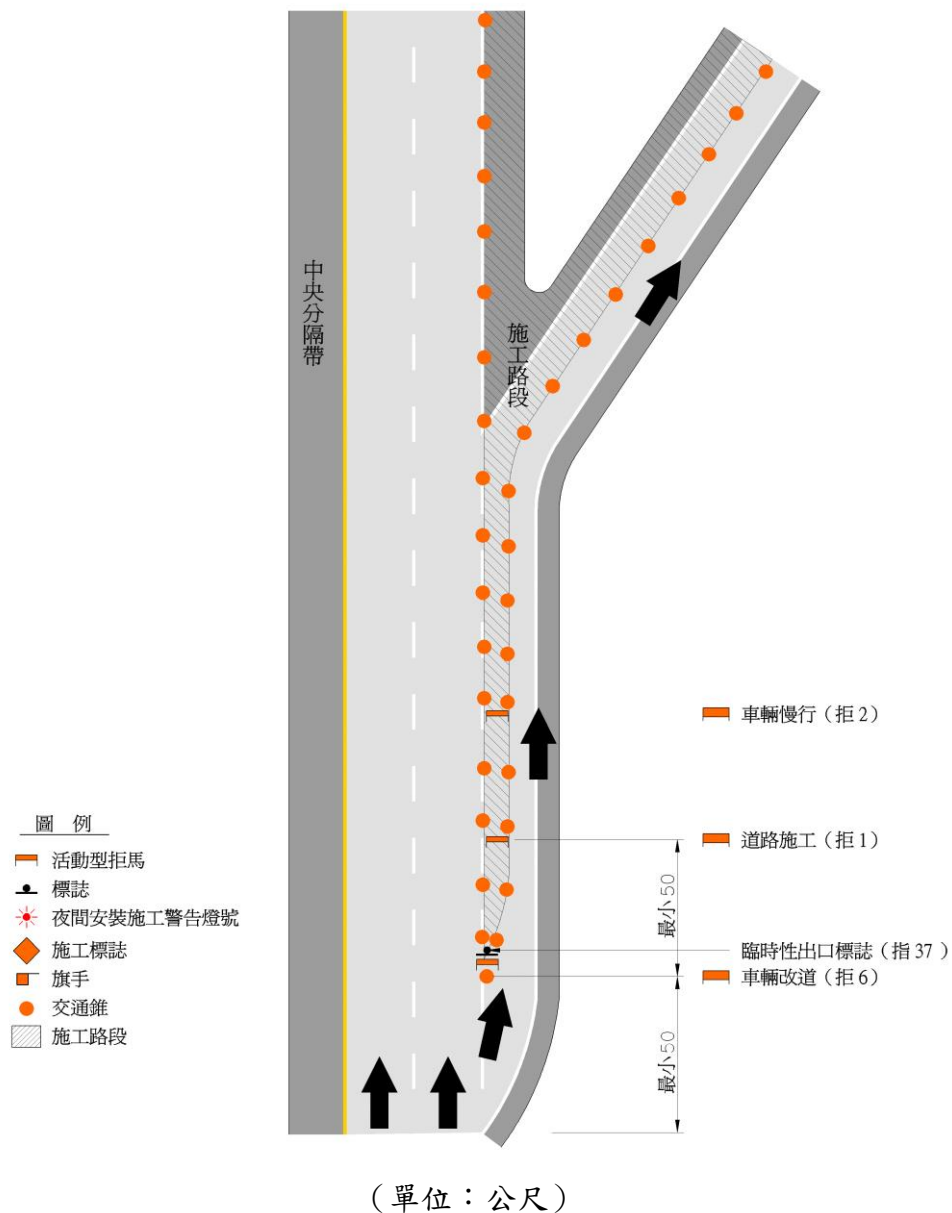 中央分隔帶
施工路段
車輛慢行（拒2）
道路施工（拒1）
最小50
臨時性出口標誌（指37）
車輛改道（拒6）
最小50
圖 例
活動型拒馬
標誌
夜間安裝施工警告燈號
施工標誌
旗手
交通錐
施工路段
（單位：公尺）